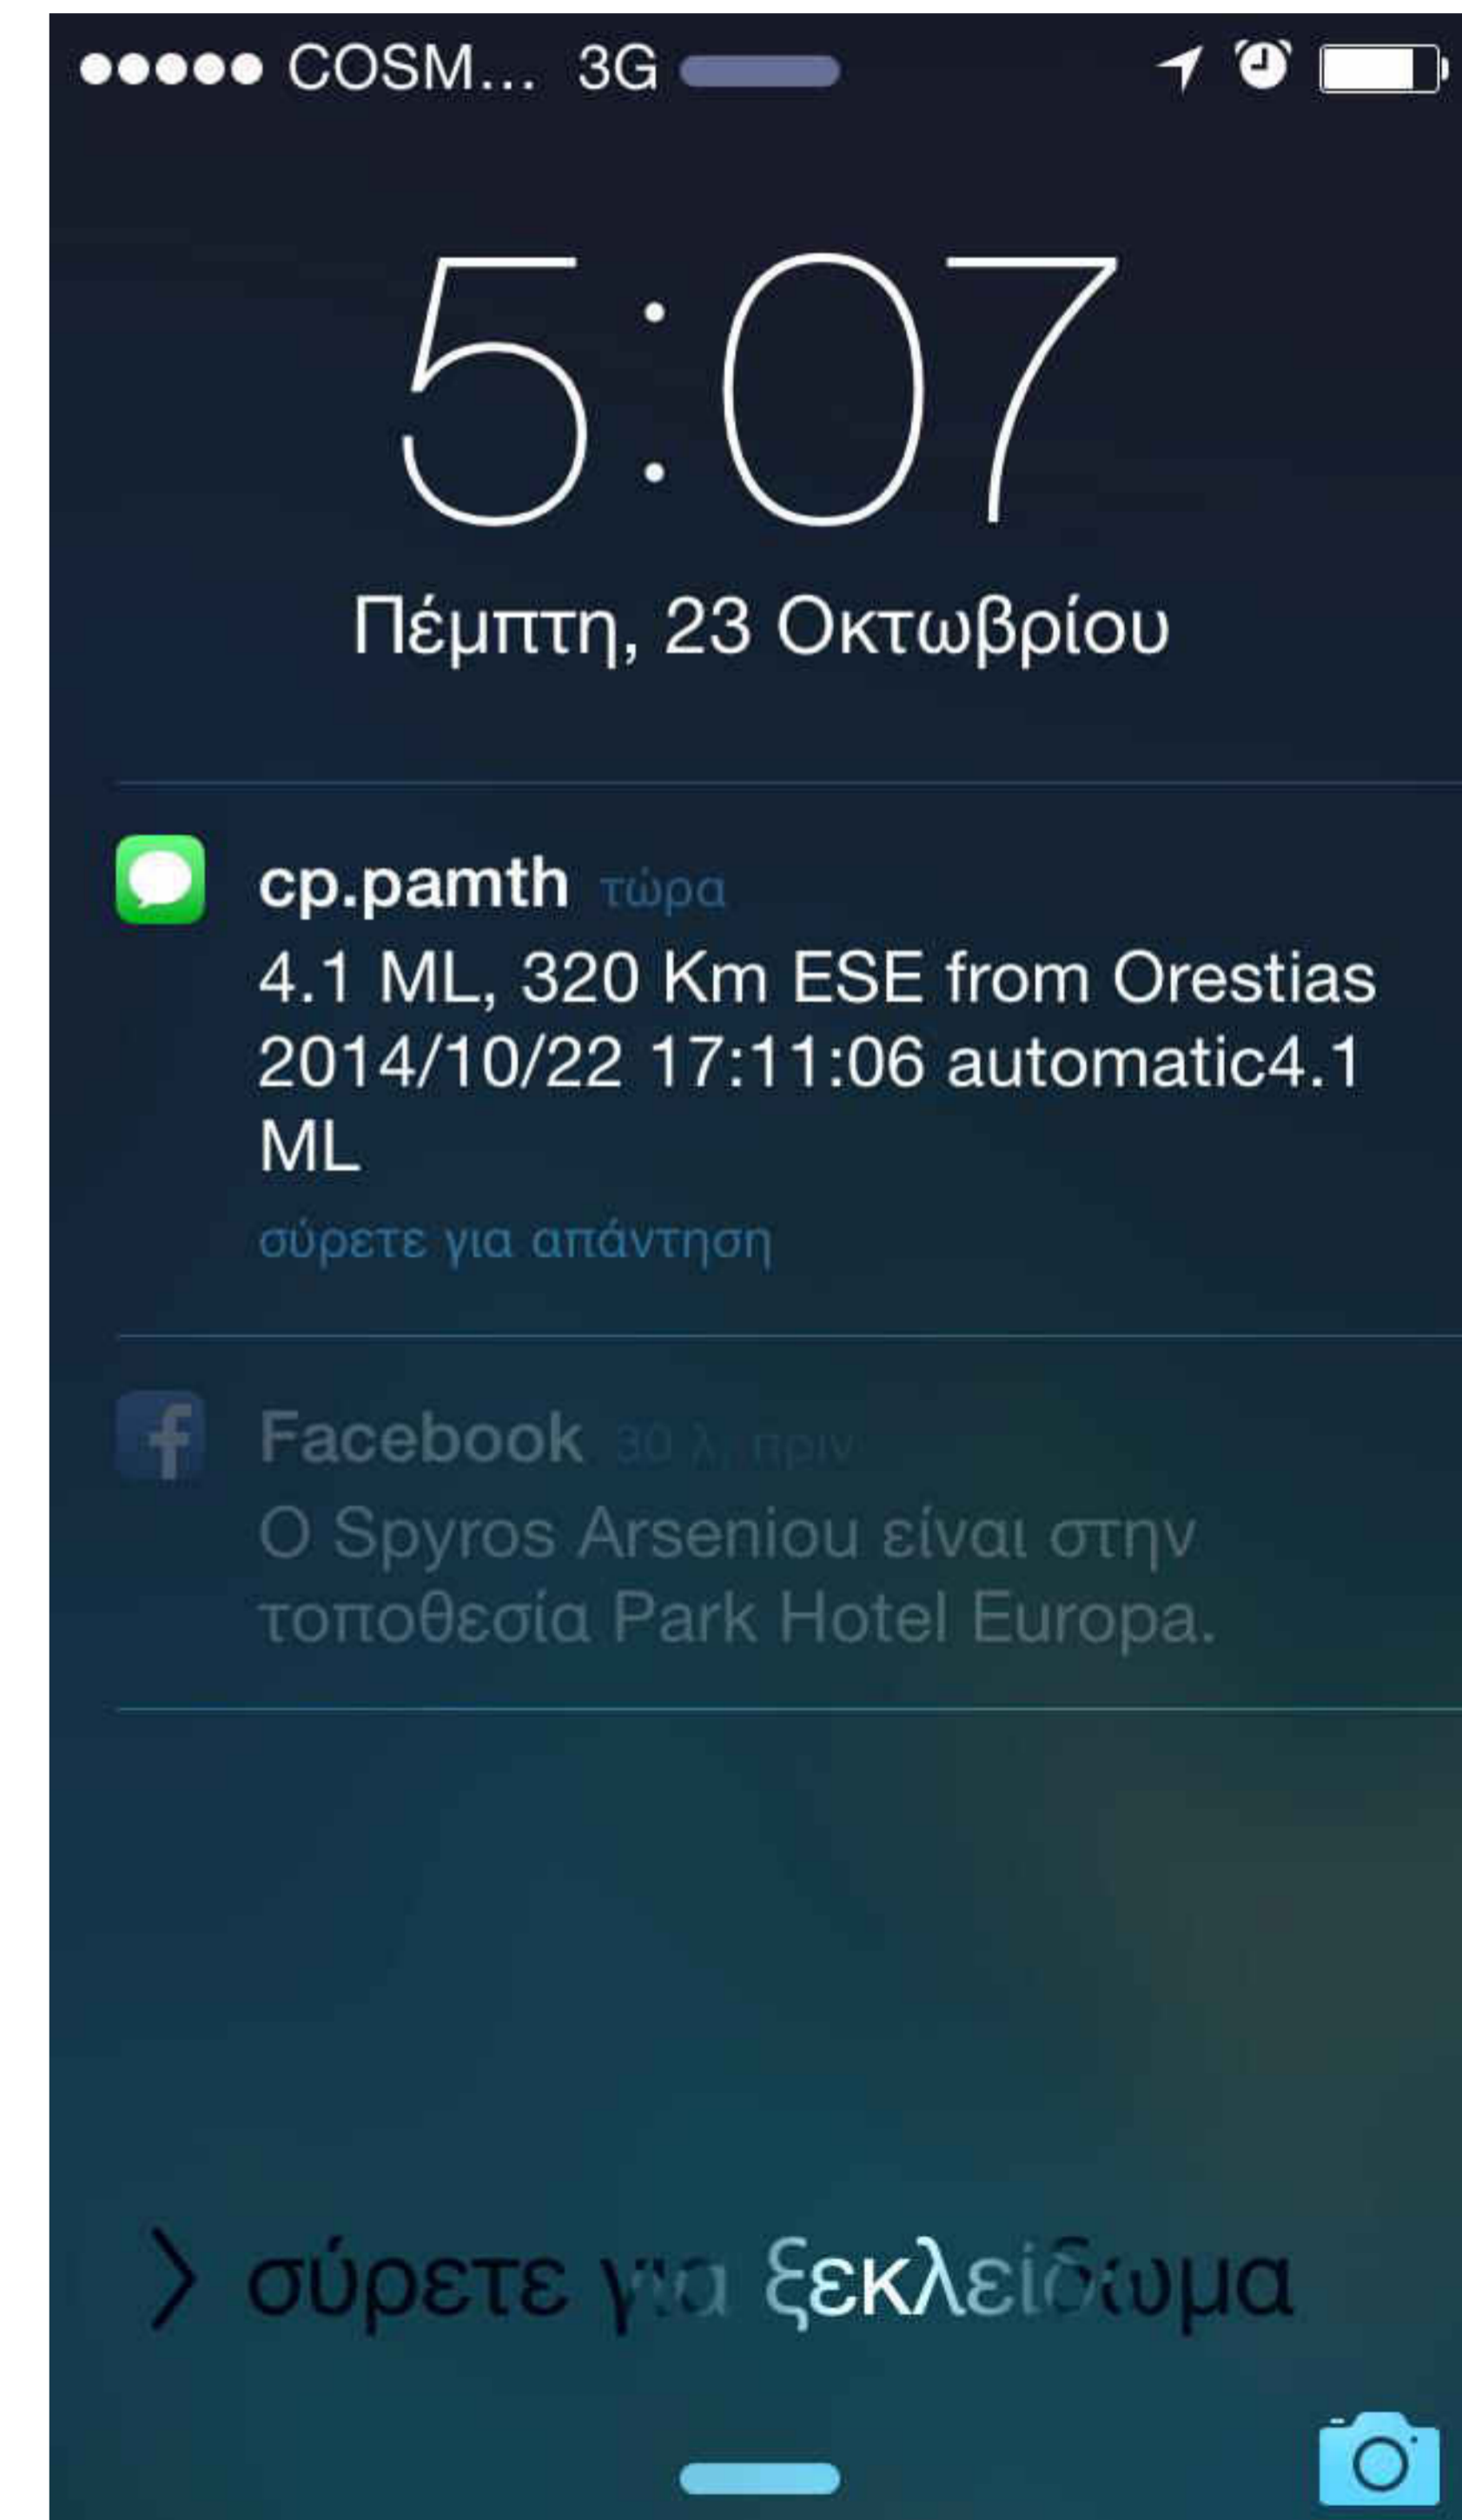 COSM... 3G
5:07
Πέμπτη, 23 Οκτωβρίου
cp.pamth τώρα
4.1 ML, 320 Km ESE from Orestias
2014/10/22 17:11:06 automatic4.1
ML
σύρετε για απάντηση
Facebook 30 λ. πριν
Ο Spyros Arseniou είναι στην
τοποθεσία Park Hotel Europa.
σύρετε για ξεκλείδωμα